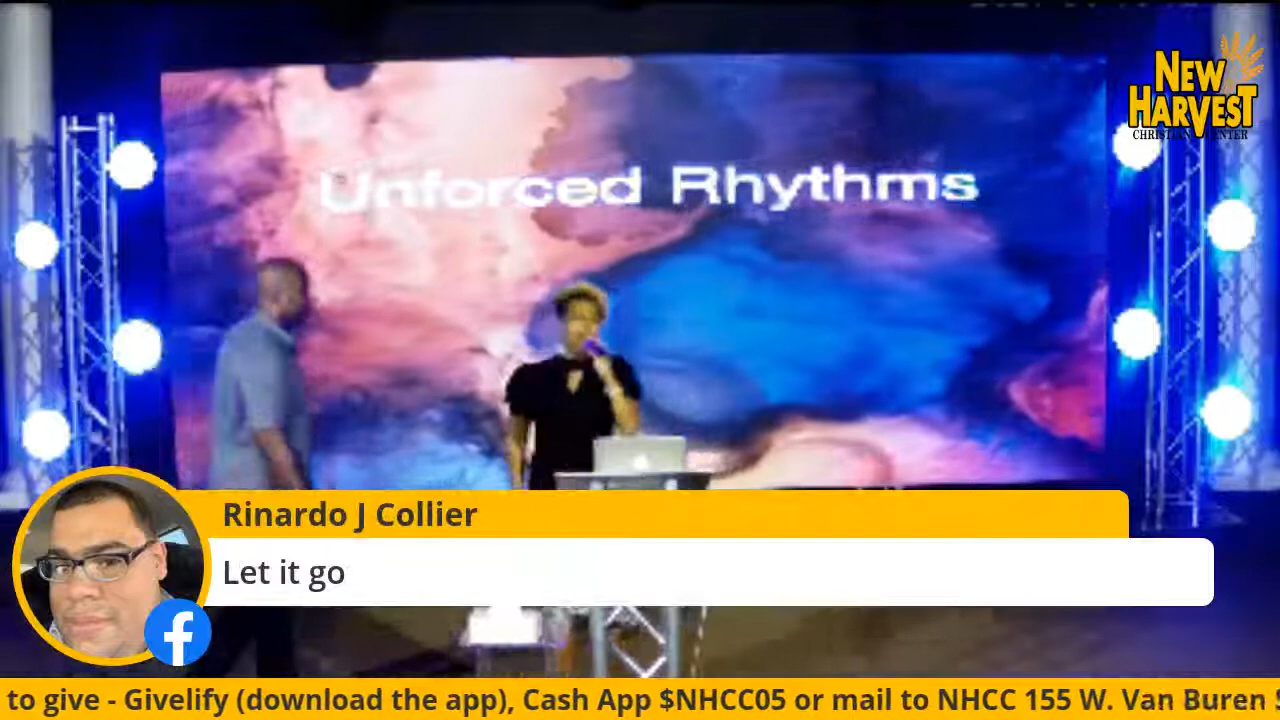 NEW
HARVEST
CHRISTIAN CENTER
Unforced Rhythms
Rinardo J Collier
Let it go
to give - Givelify (download the app), Cash App $NHCC05 or mail to NHCC 155 W. Van Buren